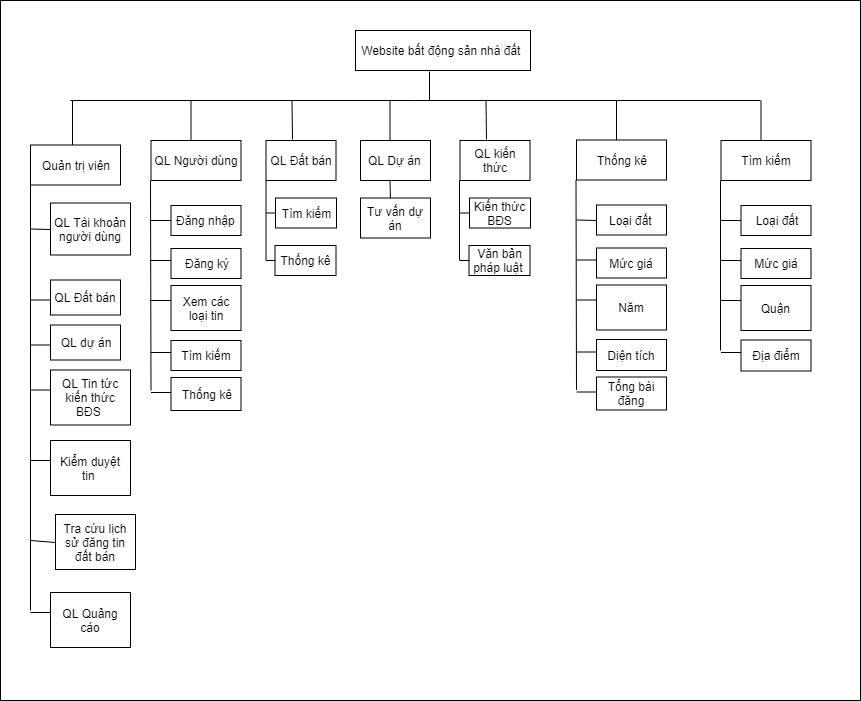 Website bất động sản nhà đất
Quản trị viên
QL Người dùng
QL Đất bán
QL Dự án
QL kiến
thức
Thống kê
Tìm kiếm
QL Tài khoản
người dùng
QL Đất bán
QL dự án
QL Tin tức
kiến thức
BĐS
Kiểm duyệt
tin
Tra cứu lịch
sử đăng tin
đất bán
QL Quảng
cáo
Đăng nhập
Đăng ký
Xem các
loại tin
Tìm kiếm
Thống kê
Tìm kiếm
Thống kê
Tư vấn dự
án
Kiến thức
BĐS
Văn bản
pháp luật
Loại đất
Mức giá
Năm
Diện tích
Tổng bài
đăng
Loại đất
Mức giá
Quận
Địa điểm